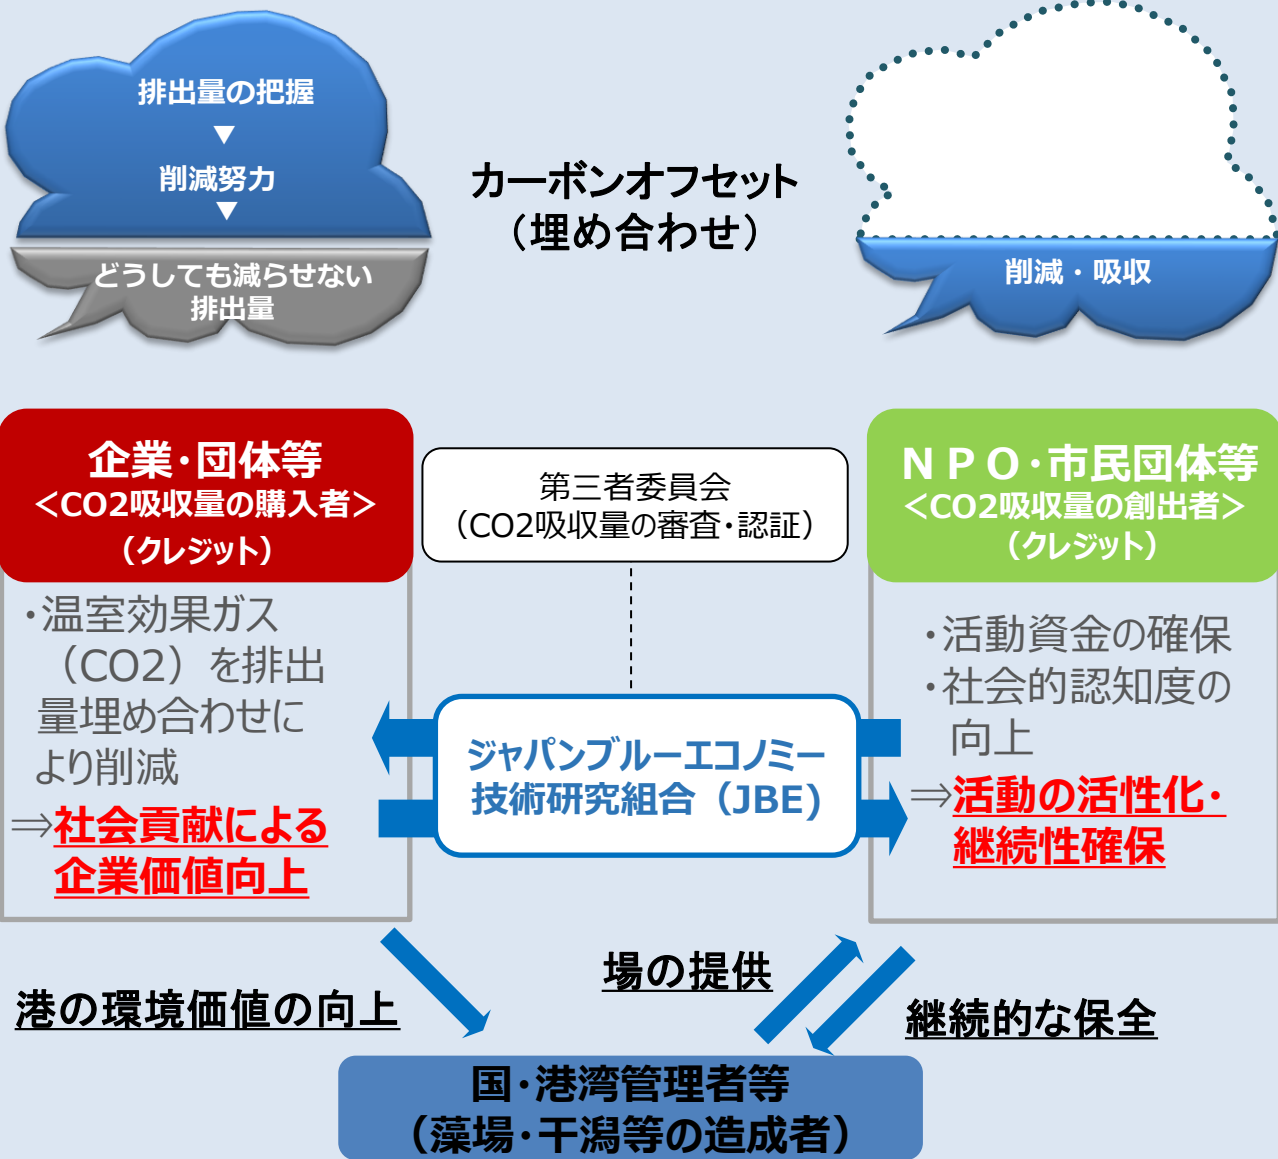 排出量の把握
▼
削減努力
▼
どうしても減らせない
排出量
カーボンオフセット
（埋め合わせ）
削減・吸収
企業・団体等
＜CO2吸収量の購入者＞
（クレジット）
・温室効果ガス
（CO2）を排出
量埋め合わせに
より削減
⇒社会貢献による
企業価値向上
第三者委員会
（CO2吸収量の審査・認証）
ジャパンブルーエコノミー
技術研究組合（JBE)
ＮＰＯ・市民団体等
＜CO2吸収量の創出者＞
（クレジット）
・活動資金の確保
・社会的認知度の
向上
⇒活動の活性化・
継続性確保
港の環境価値の向上
場の提供
継続的な保全
国・港湾管理者等
（藻場・干潟等の造成者）